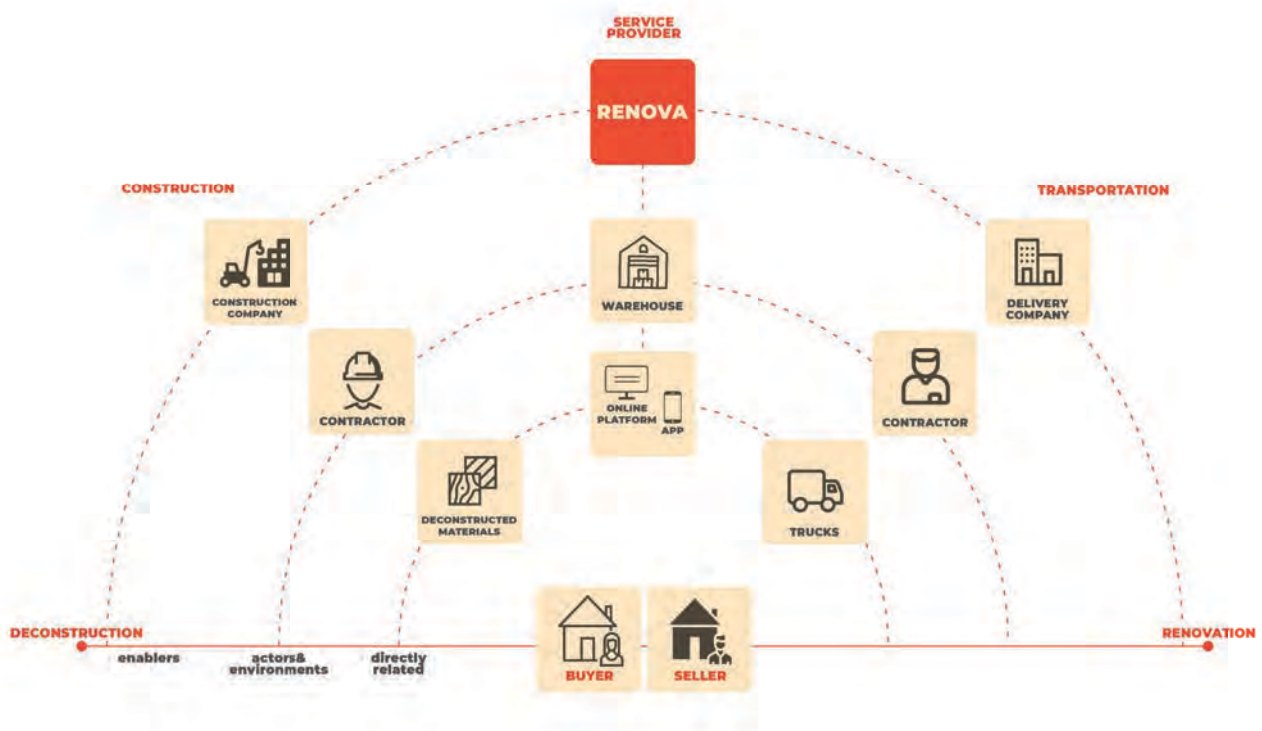 SERVICE
PROVIDER
RENOVA
CONSTRUCTION
TRANSPORTATION
CONSTRUCTION
COMPANY
WAREHOUSE
DELIVERY
COMPANY
CONTRACTOR
ONLINE
PLATFORM
APP
CONTRACTOR
DECONSTRUCTED
MATERIALS
TRUCKS
DECONSTRUCTION
RENOVATION
enablers
actors&
environments
directly
related
BUYER
SELLER